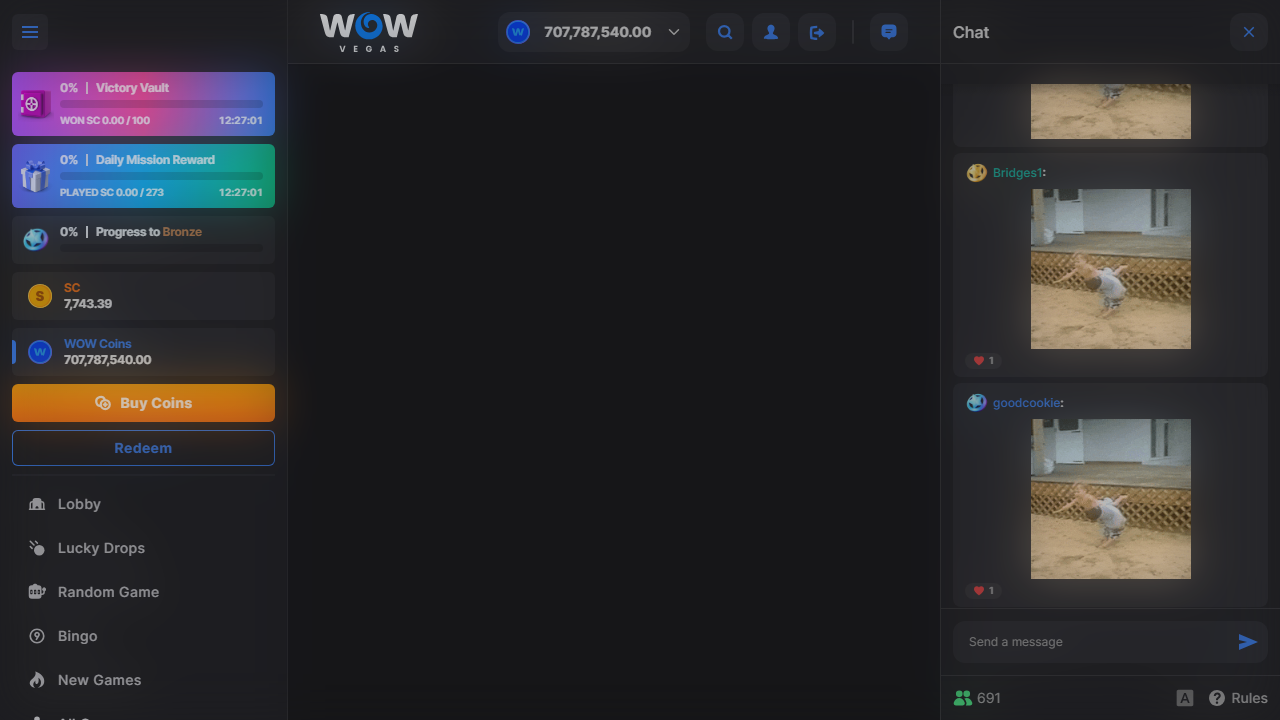 WOW
VEGAS
W
707,787,540.00
Chat
0% | Victory Vault
WON SC 0.00 / 100
12:27:01
0% | Daily Mission Reward
PLAYED SC 0.00 / 273
12:27:01
0% | Progress to Bronze
S
SC
7,743.39
W
WOW Coins
707,787,540.00
Buy Coins
Redeem
Lobby
Lucky Drops
Random Game
Bingo
New Games
Bridges1:
1
goodcookie:
1
Send a message
691
A
? Rules